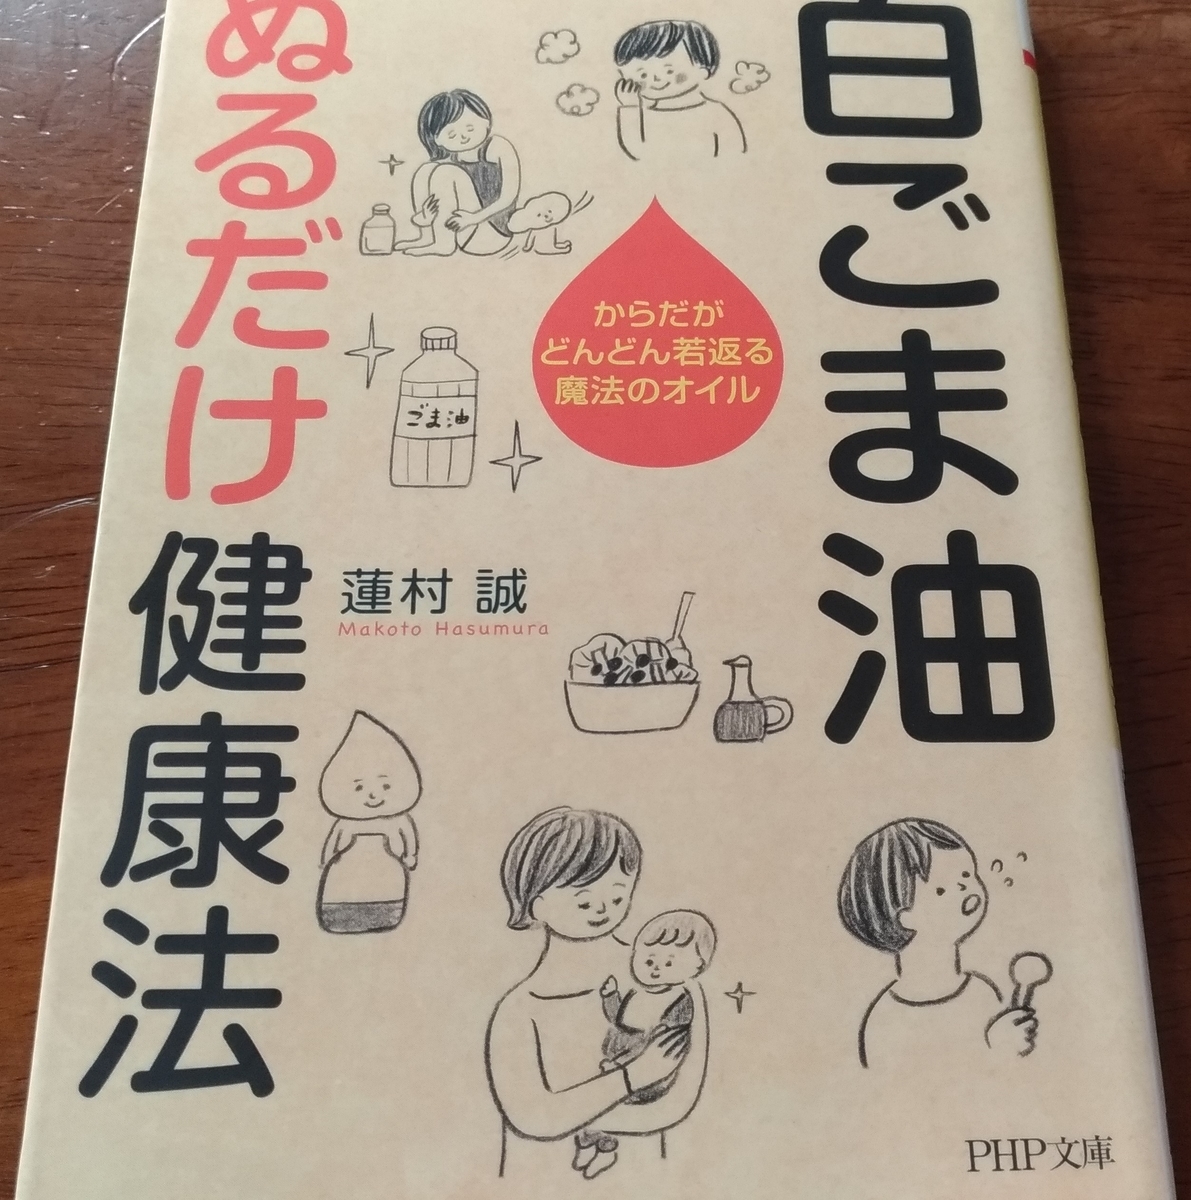 白ごま油
ぬるだけ健康法
からだが
どんどん若返る
魔法のオイル
ごま油
蓮村 誠
Makoto Hasumura
PHP文庫